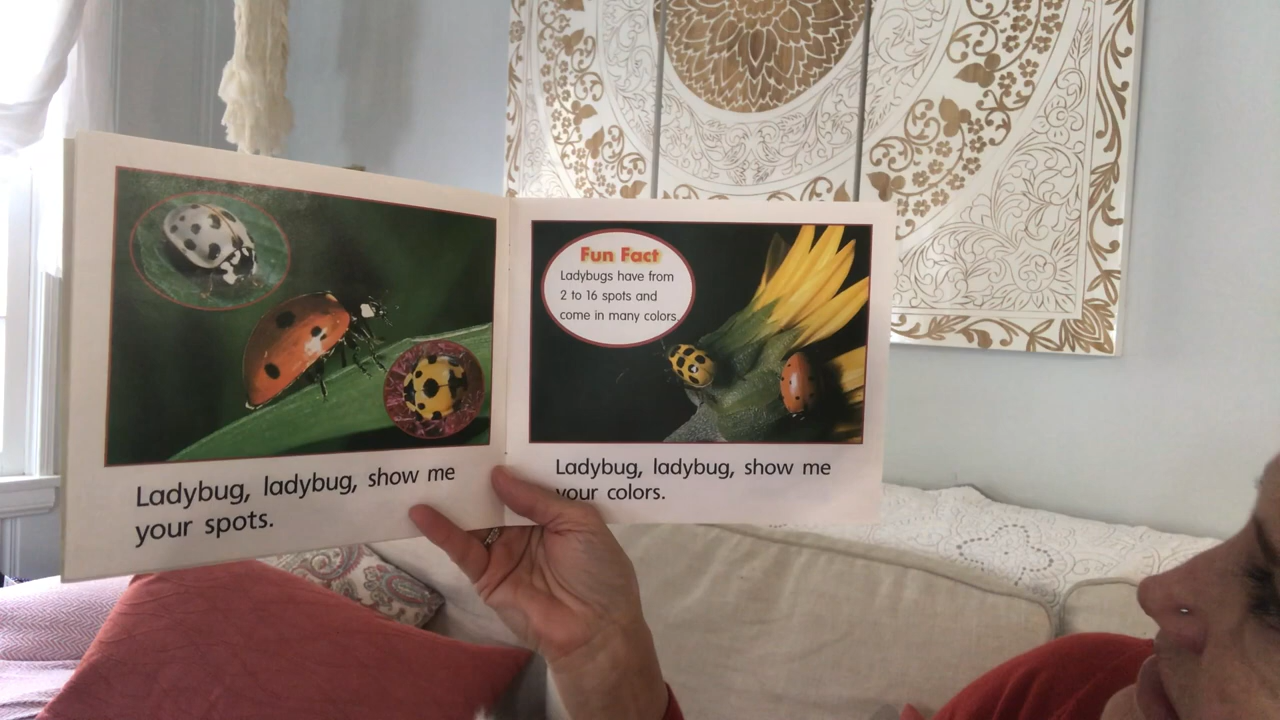 Ladybug, ladybug, show me
your spots.
Fun Fact
Ladybugs have from
2 to 16 spots and
come in many colors.
Ladybug, ladybug, show me
your colors.